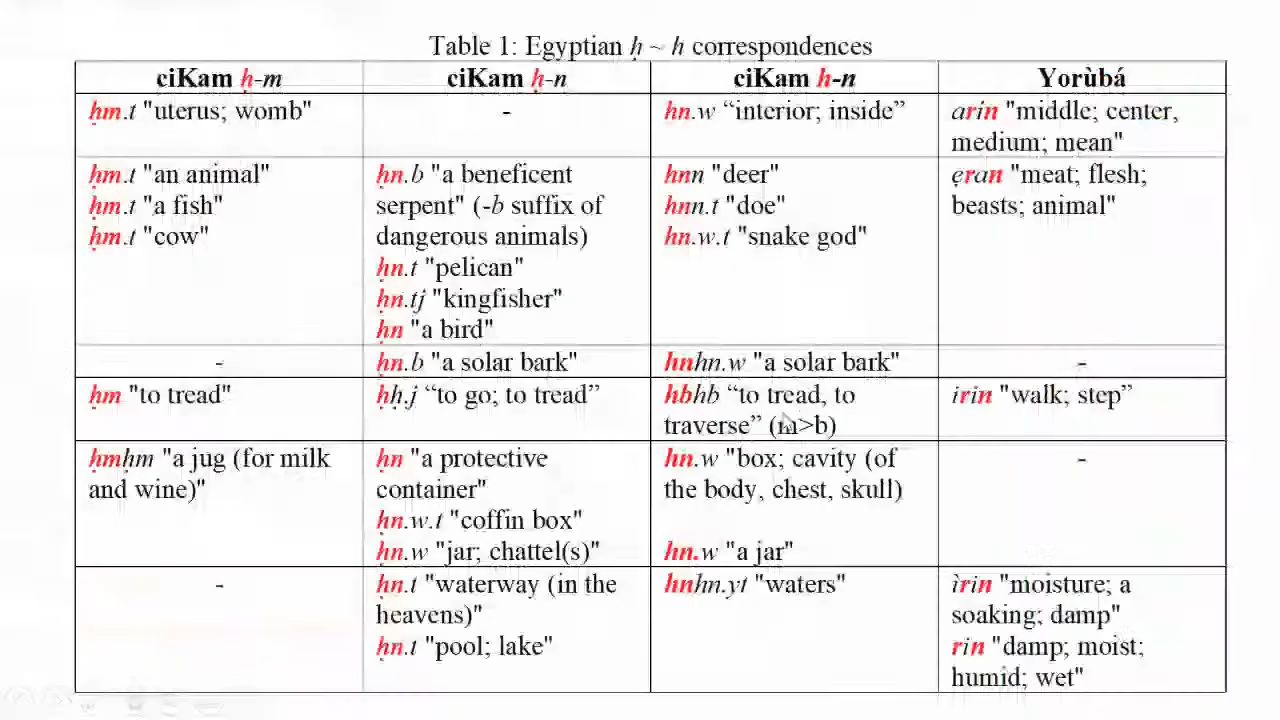 Table 1: Egyptian ḥ ~ h correspondences
ciKam ḥ-m
ciKam ḥ-n
ciKam h-n
Yorùbá
ḥm.t "uterus; womb"
-
hn.w “interior; inside”
arin "middle; center,
medium; mean"
ḥm.t "an animal"
ḥm.t "a fish"
ḥm.t "cow"
ḥn.b "a beneficent
serpent" (-b suffix of
dangerous animals)
ḥn.t "pelican"
ḥn.tj "kingfisher"
ḥn "a bird"
hnn "deer"
hnn.t "doe"
hn.w.t "snake god"
ẹran "meat; flesh;
beasts; animal"
-
ḥn.b "a solar bark"
hnhn.w "a solar bark"
-
ḥm "to tread"
ḥḥ.j “to go; to tread”
hbhb “to tread, to
traverse” (m>b)
irin "walk; step”
ḥmḥm "a jug (for milk
and wine)"
ḥn "a protective
container"
ḥn.w.t "coffin box"
ḥn.w "jar; chattel(s)"
hn.w "box; cavity (of
the body, chest, skull)
hn.w "a jar"
-
-
ḥn.t "waterway (in the
heavens)"
ḥn.t "pool; lake"
hnhn.yt "waters"
ìrin "moisture; a
soaking; damp"
rin "damp; moist;
humid; wet"